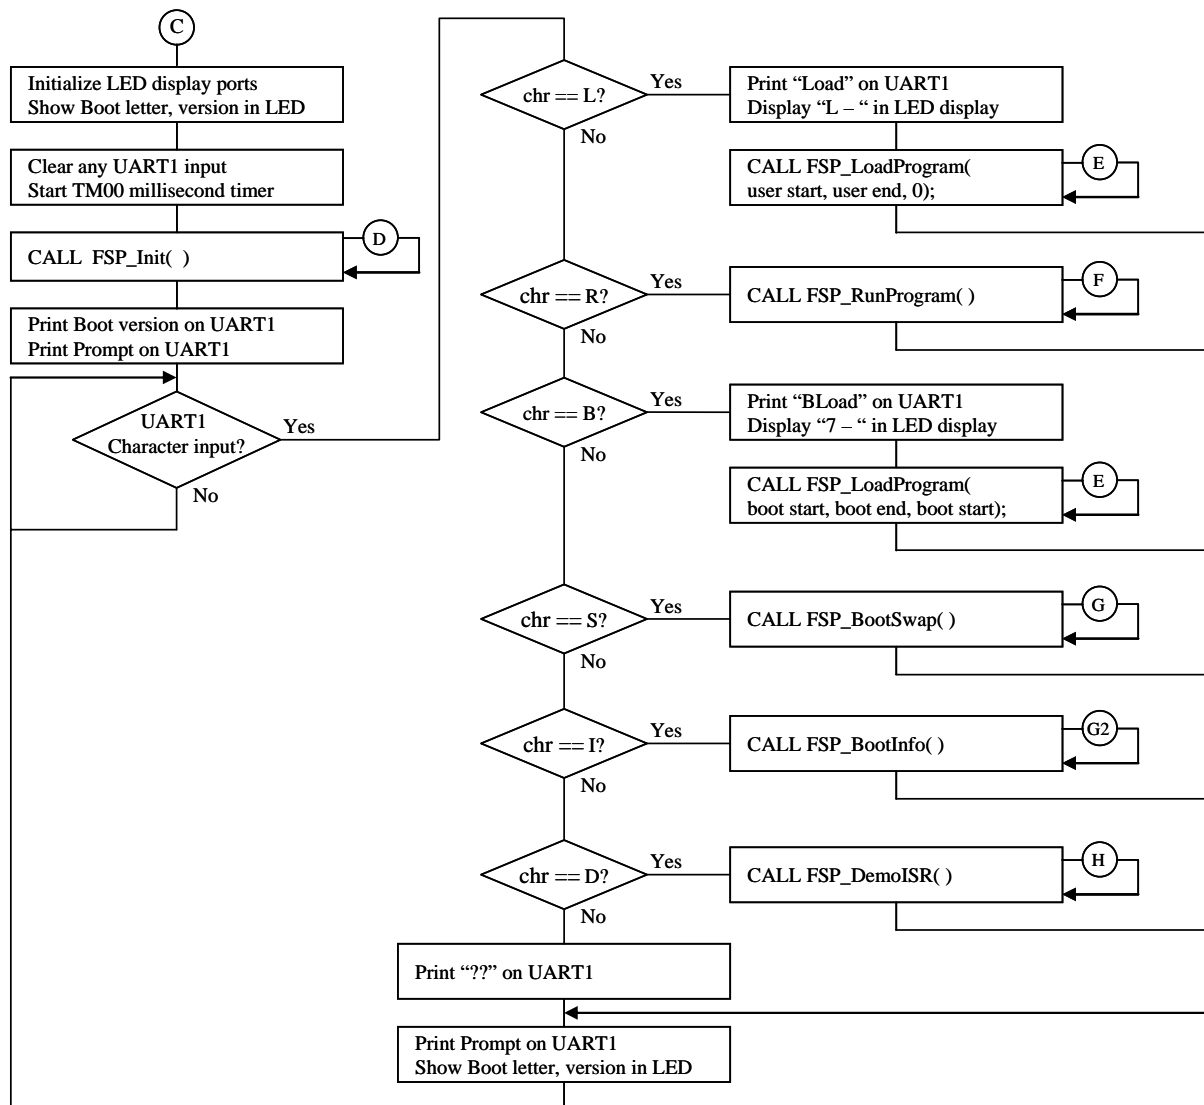 C
Initialize LED display ports
Show Boot letter, version in LED
Clear any UART1 input
Start TM00 millisecond timer
CALL  FSP_Init( )
D
Print Boot version on UART1
Print Prompt on UART1
UART1
Character input?
Yes
No
chr == L?
Yes
No
Print “Load” on UART1
Display “L – “ in LED display
CALL FSP_LoadProgram(
user start, user end, 0);
E
chr == R?
Yes
No
CALL FSP_RunProgram( )
F
chr == B?
Yes
No
Print “BLoad” on UART1
Display “7 – “ in LED display
CALL FSP_LoadProgram(
boot start, boot end, boot start);
E
chr == S?
Yes
No
CALL FSP_BootSwap( )
G
chr == I?
Yes
No
CALL FSP_BootInfo( )
G2
chr == D?
Yes
No
CALL FSP_DemoISR( )
H
Print “??” on UART1
Print Prompt on UART1
Show Boot letter, version in LED